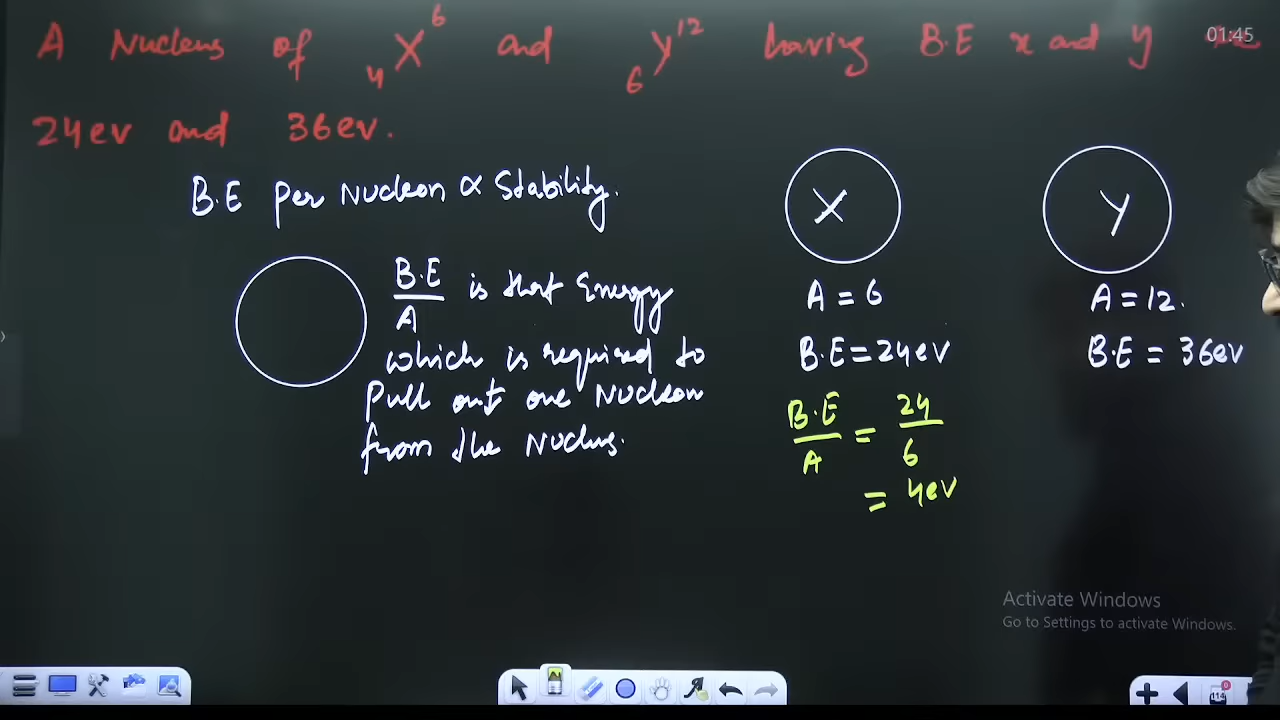 A Nucleus of ₄X⁶ and ₆Y¹² having B.E x and y
01:45
24ev and 36ev.
B.E per Nucleon ∝ Stability.
X
Y
B.E/A is that Energy
which is required to
pull out one Nucleon
from the Nucleus.
A = 6
B.E = 24ev
B.E/A = 24/6
= 4ev
A = 12.
B.E = 36ev
Activate Windows
Go to Settings to activate Windows.